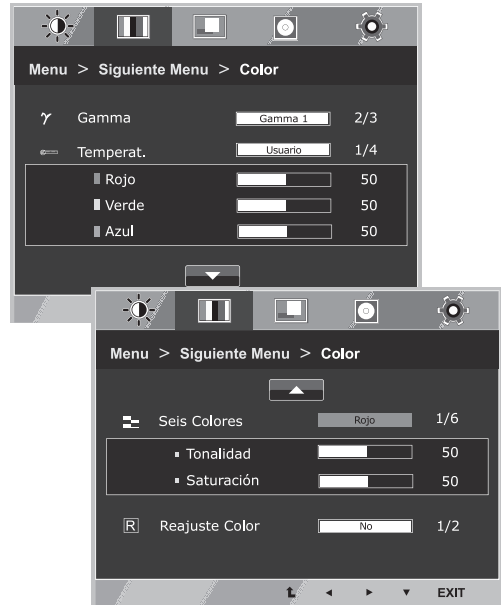 Menu > Siguiente Menu > Color
γ Gamma Gamma 1 2/3
Temperat. Usuario 1/4
Rojo 50
Verde 50
Azul 50
Menu > Siguiente Menu > Color
Seis Colores Rojo 1/6
Tonalidad 50
Saturación 50
R Reajuste Color No 1/2
EXIT